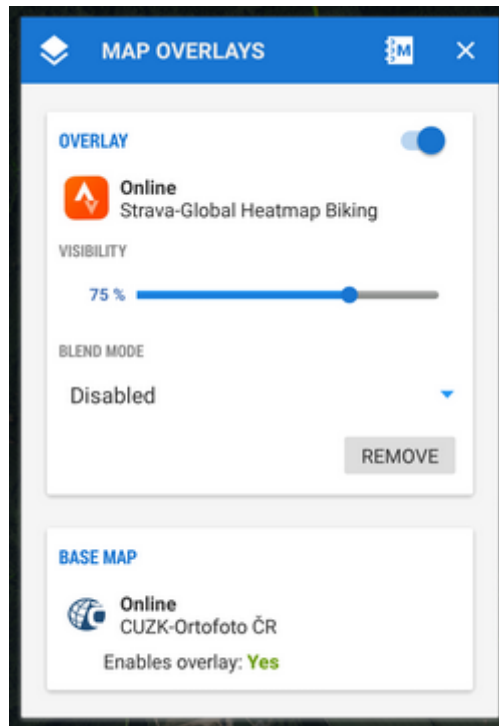 MAP OVERLAYS
M
OVERLAY
Online
Strava-Global Heatmap Biking
VISIBILITY
75 %
BLEND MODE
Disabled
REMOVE
BASE MAP
Online
CUZK-Ortofoto ČR
Enables overlay: Yes